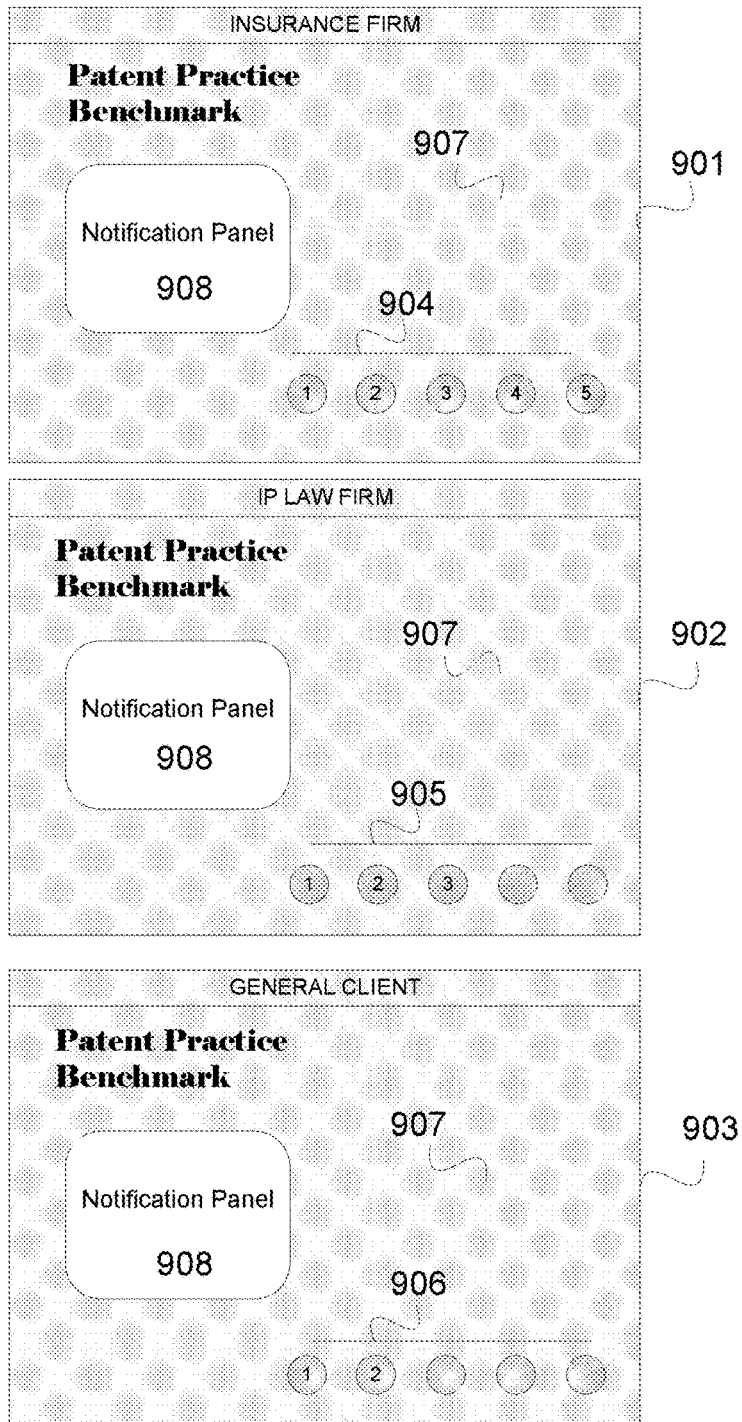 INSURANCE FIRM
Patent Practice
Benchmark
907
901
Notification Panel
908
904
1 2 3 4 5
IP LAW FIRM
Patent Practice
Benchmark
907
902
Notification Panel
908
905
1 2 3
GENERAL CLIENT
Patent Practice
Benchmark
907
903
Notification Panel
908
906
1 2